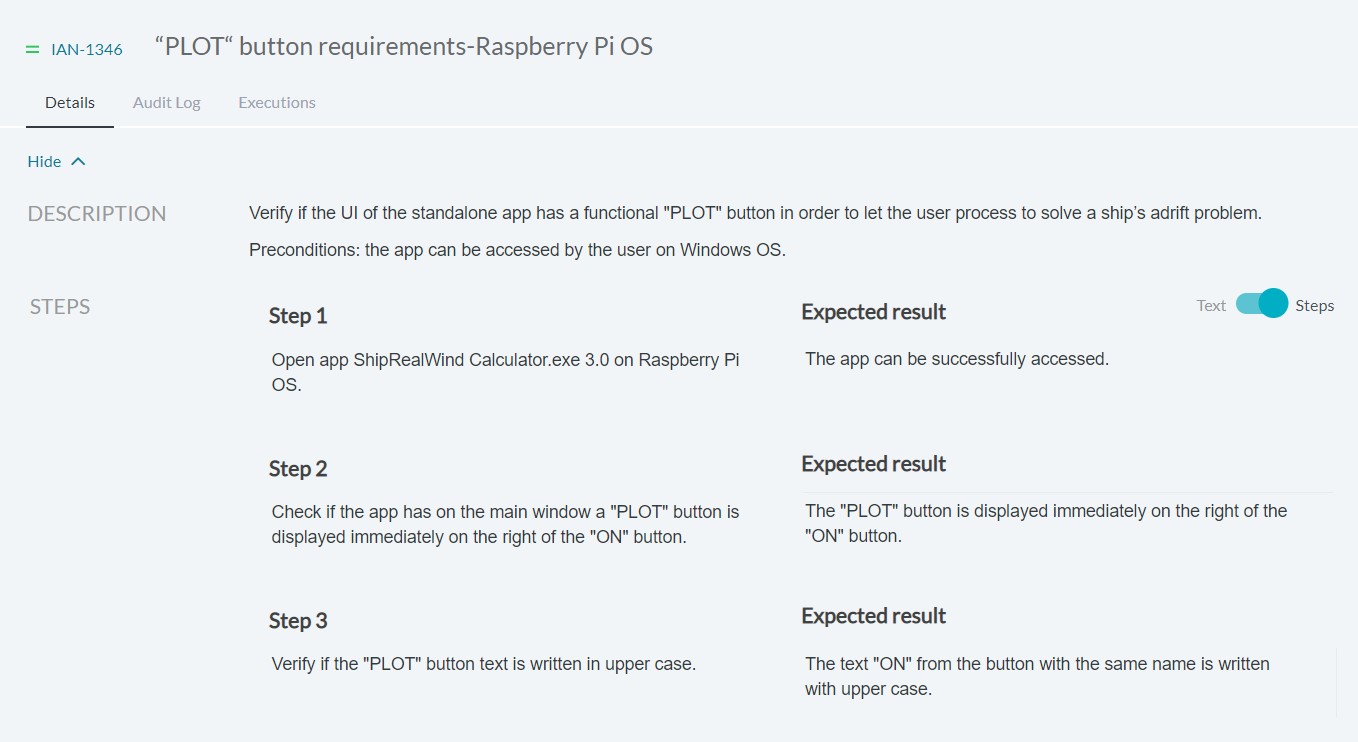 IAN-1346 “PLOT“ button requirements-Raspberry Pi OS
Details Audit Log Executions
Hide
DESCRIPTION
Verify if the UI of the standalone app has a functional "PLOT" button in order to let the user process to solve a ship’s adrift problem.
Preconditions: the app can be accessed by the user on Windows OS.
STEPS
Text Steps
Step 1
Open app ShipRealWind Calculator.exe 3.0 on Raspberry Pi
OS.
Expected result
The app can be successfully accessed.
Step 2
Check if the app has on the main window a "PLOT" button is
displayed immediately on the right of the "ON" button.
Expected result
The "PLOT" button is displayed immediately on the right of the
"ON" button.
Step 3
Verify if the "PLOT" button text is written in upper case.
Expected result
The text "ON" from the button with the same name is written
with upper case.